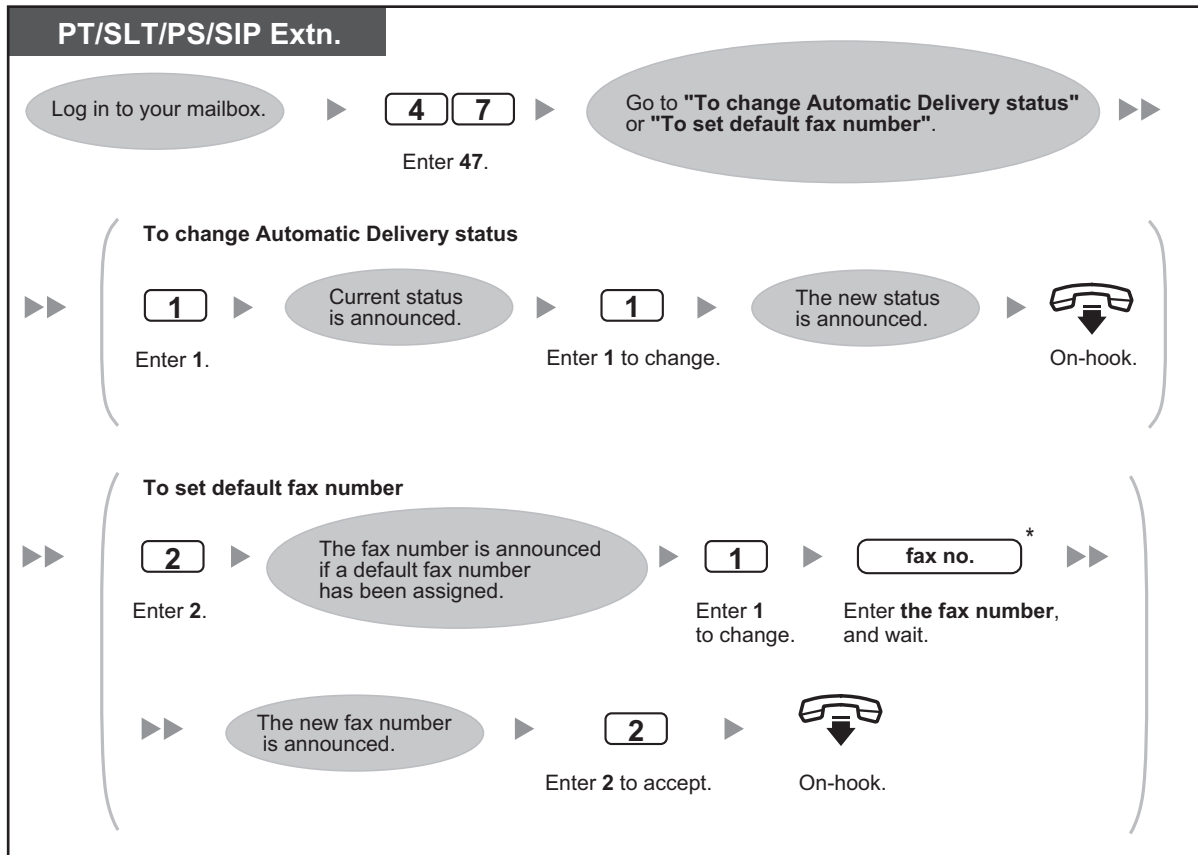 PT/SLT/PS/SIP Extn.
Log in to your mailbox.
4 7
Enter 47.
Go to "To change Automatic Delivery status"
or "To set default fax number".
To change Automatic Delivery status
1
Enter 1.
Current status
is announced.
1
Enter 1 to change.
The new status
is announced.
On-hook.
To set default fax number
2
Enter 2.
The fax number is announced
if a default fax number
has been assigned.
1
Enter 1
to change.
fax no. *
Enter the fax number,
and wait.
The new fax number
is announced.
2
Enter 2 to accept.
On-hook.